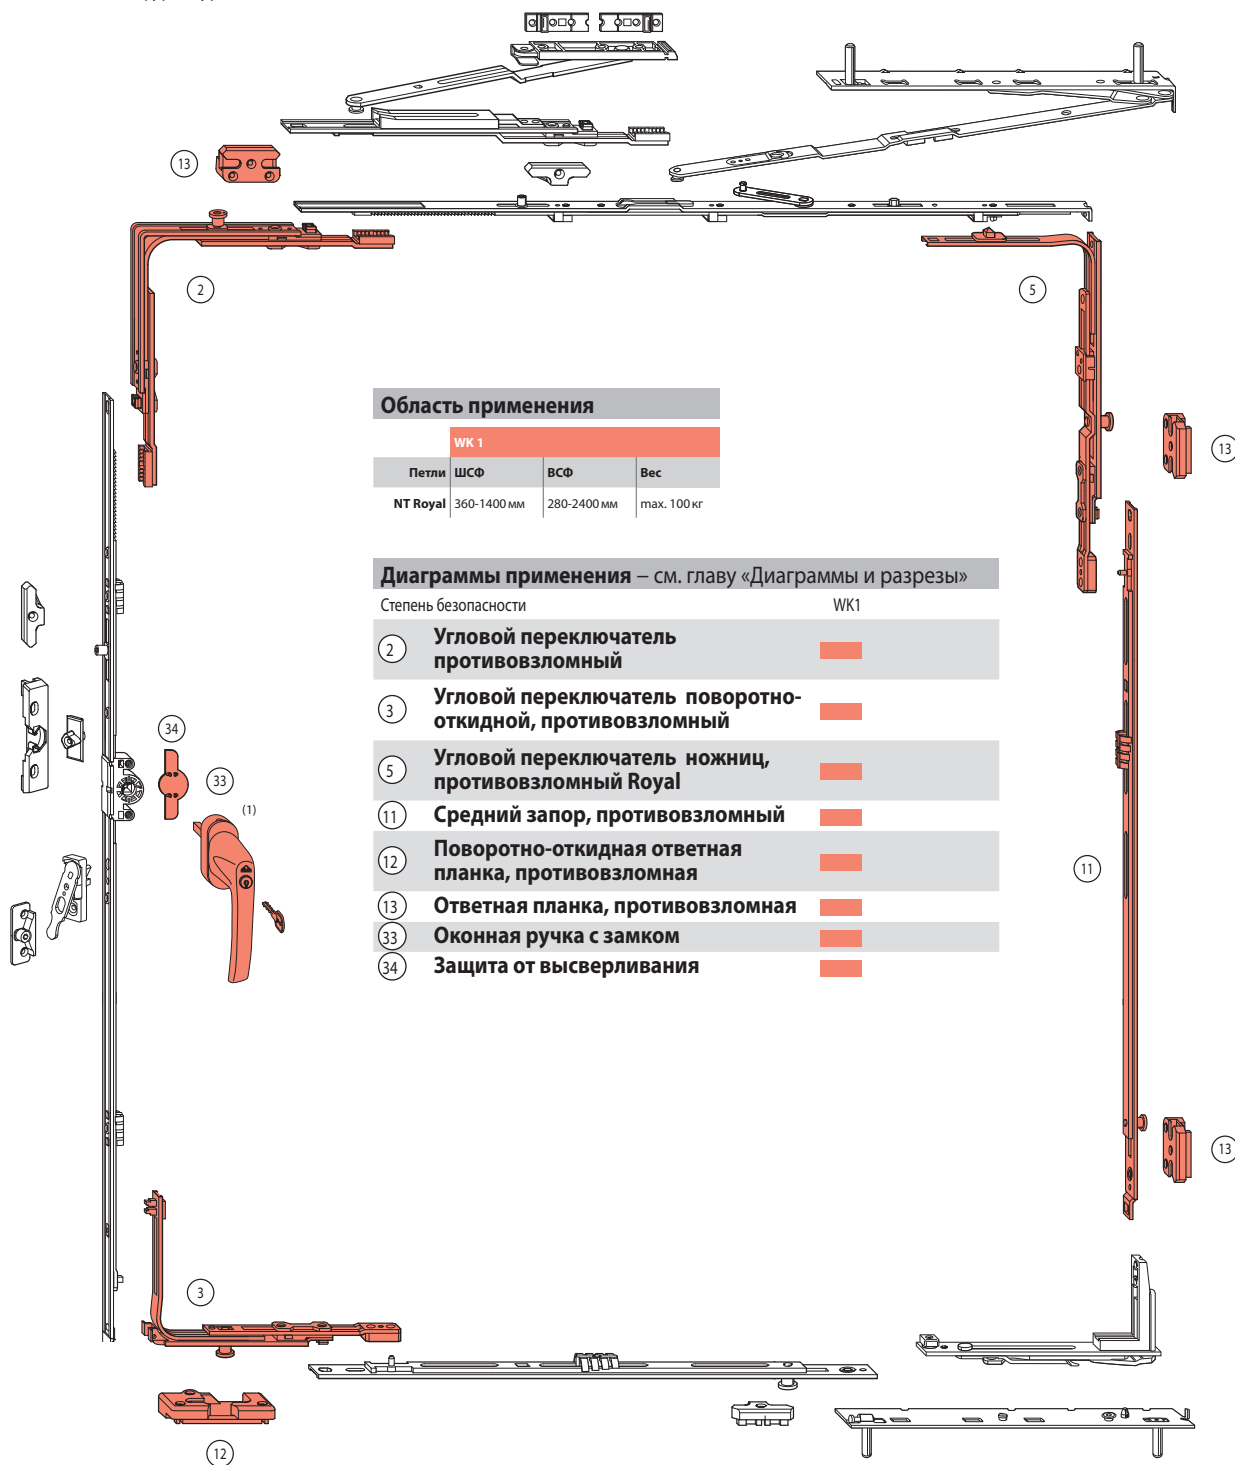 13
2
5
Область применения
WK 1
Петли ШСФ ВСФ Вес
NT Royal 360-1400 мм 280-2400 мм max. 100 кг
13
Диаграммы применения – см. главу «Диаграммы и разрезы»
Степень безопасности WK1
2 Угловой переключатель
противовзломный
3 Угловой переключатель поворотно-
откидной, противовзломный
5 Угловой переключатель ножниц,
противовзломный Royal
11 Средний запор, противовзломный
12 Поворотно-откидная ответная
планка, противовзломная
13 Ответная планка, противовзломная
33 Оконная ручка с замком
34 Защита от высверливания
34
33
(1)
11
13
3
12